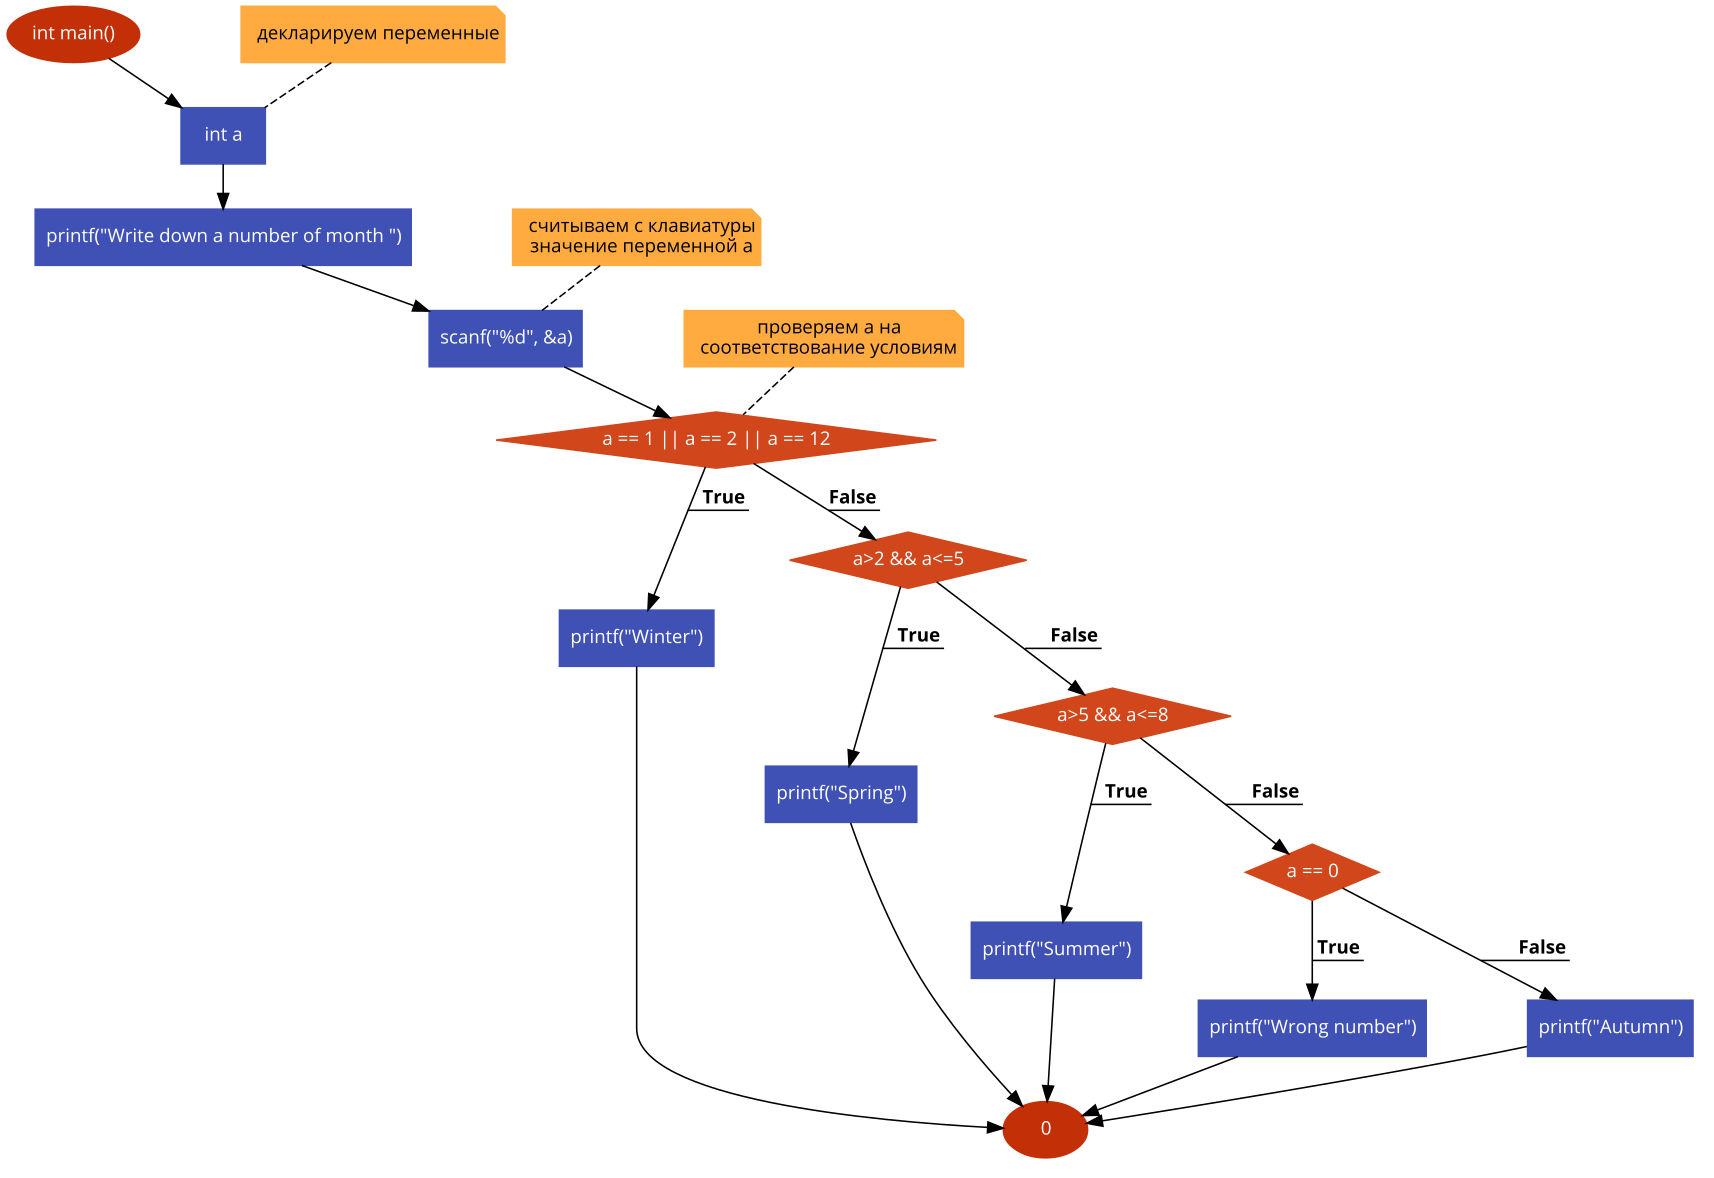 int main()
декларируем переменные
int a
printf("Write down a number of month ")
считываем с клавиатуры
значение переменной a
scanf("%d", &a)
проверяем a на
соответствование условиям
a == 1 || a == 2 || a == 12
True
False
a>2 && a<=5
printf("Winter")
True
False
a>5 && a<=8
printf("Spring")
True
False
a == 0
printf("Summer")
True
False
printf("Wrong number")
printf("Autumn")
0